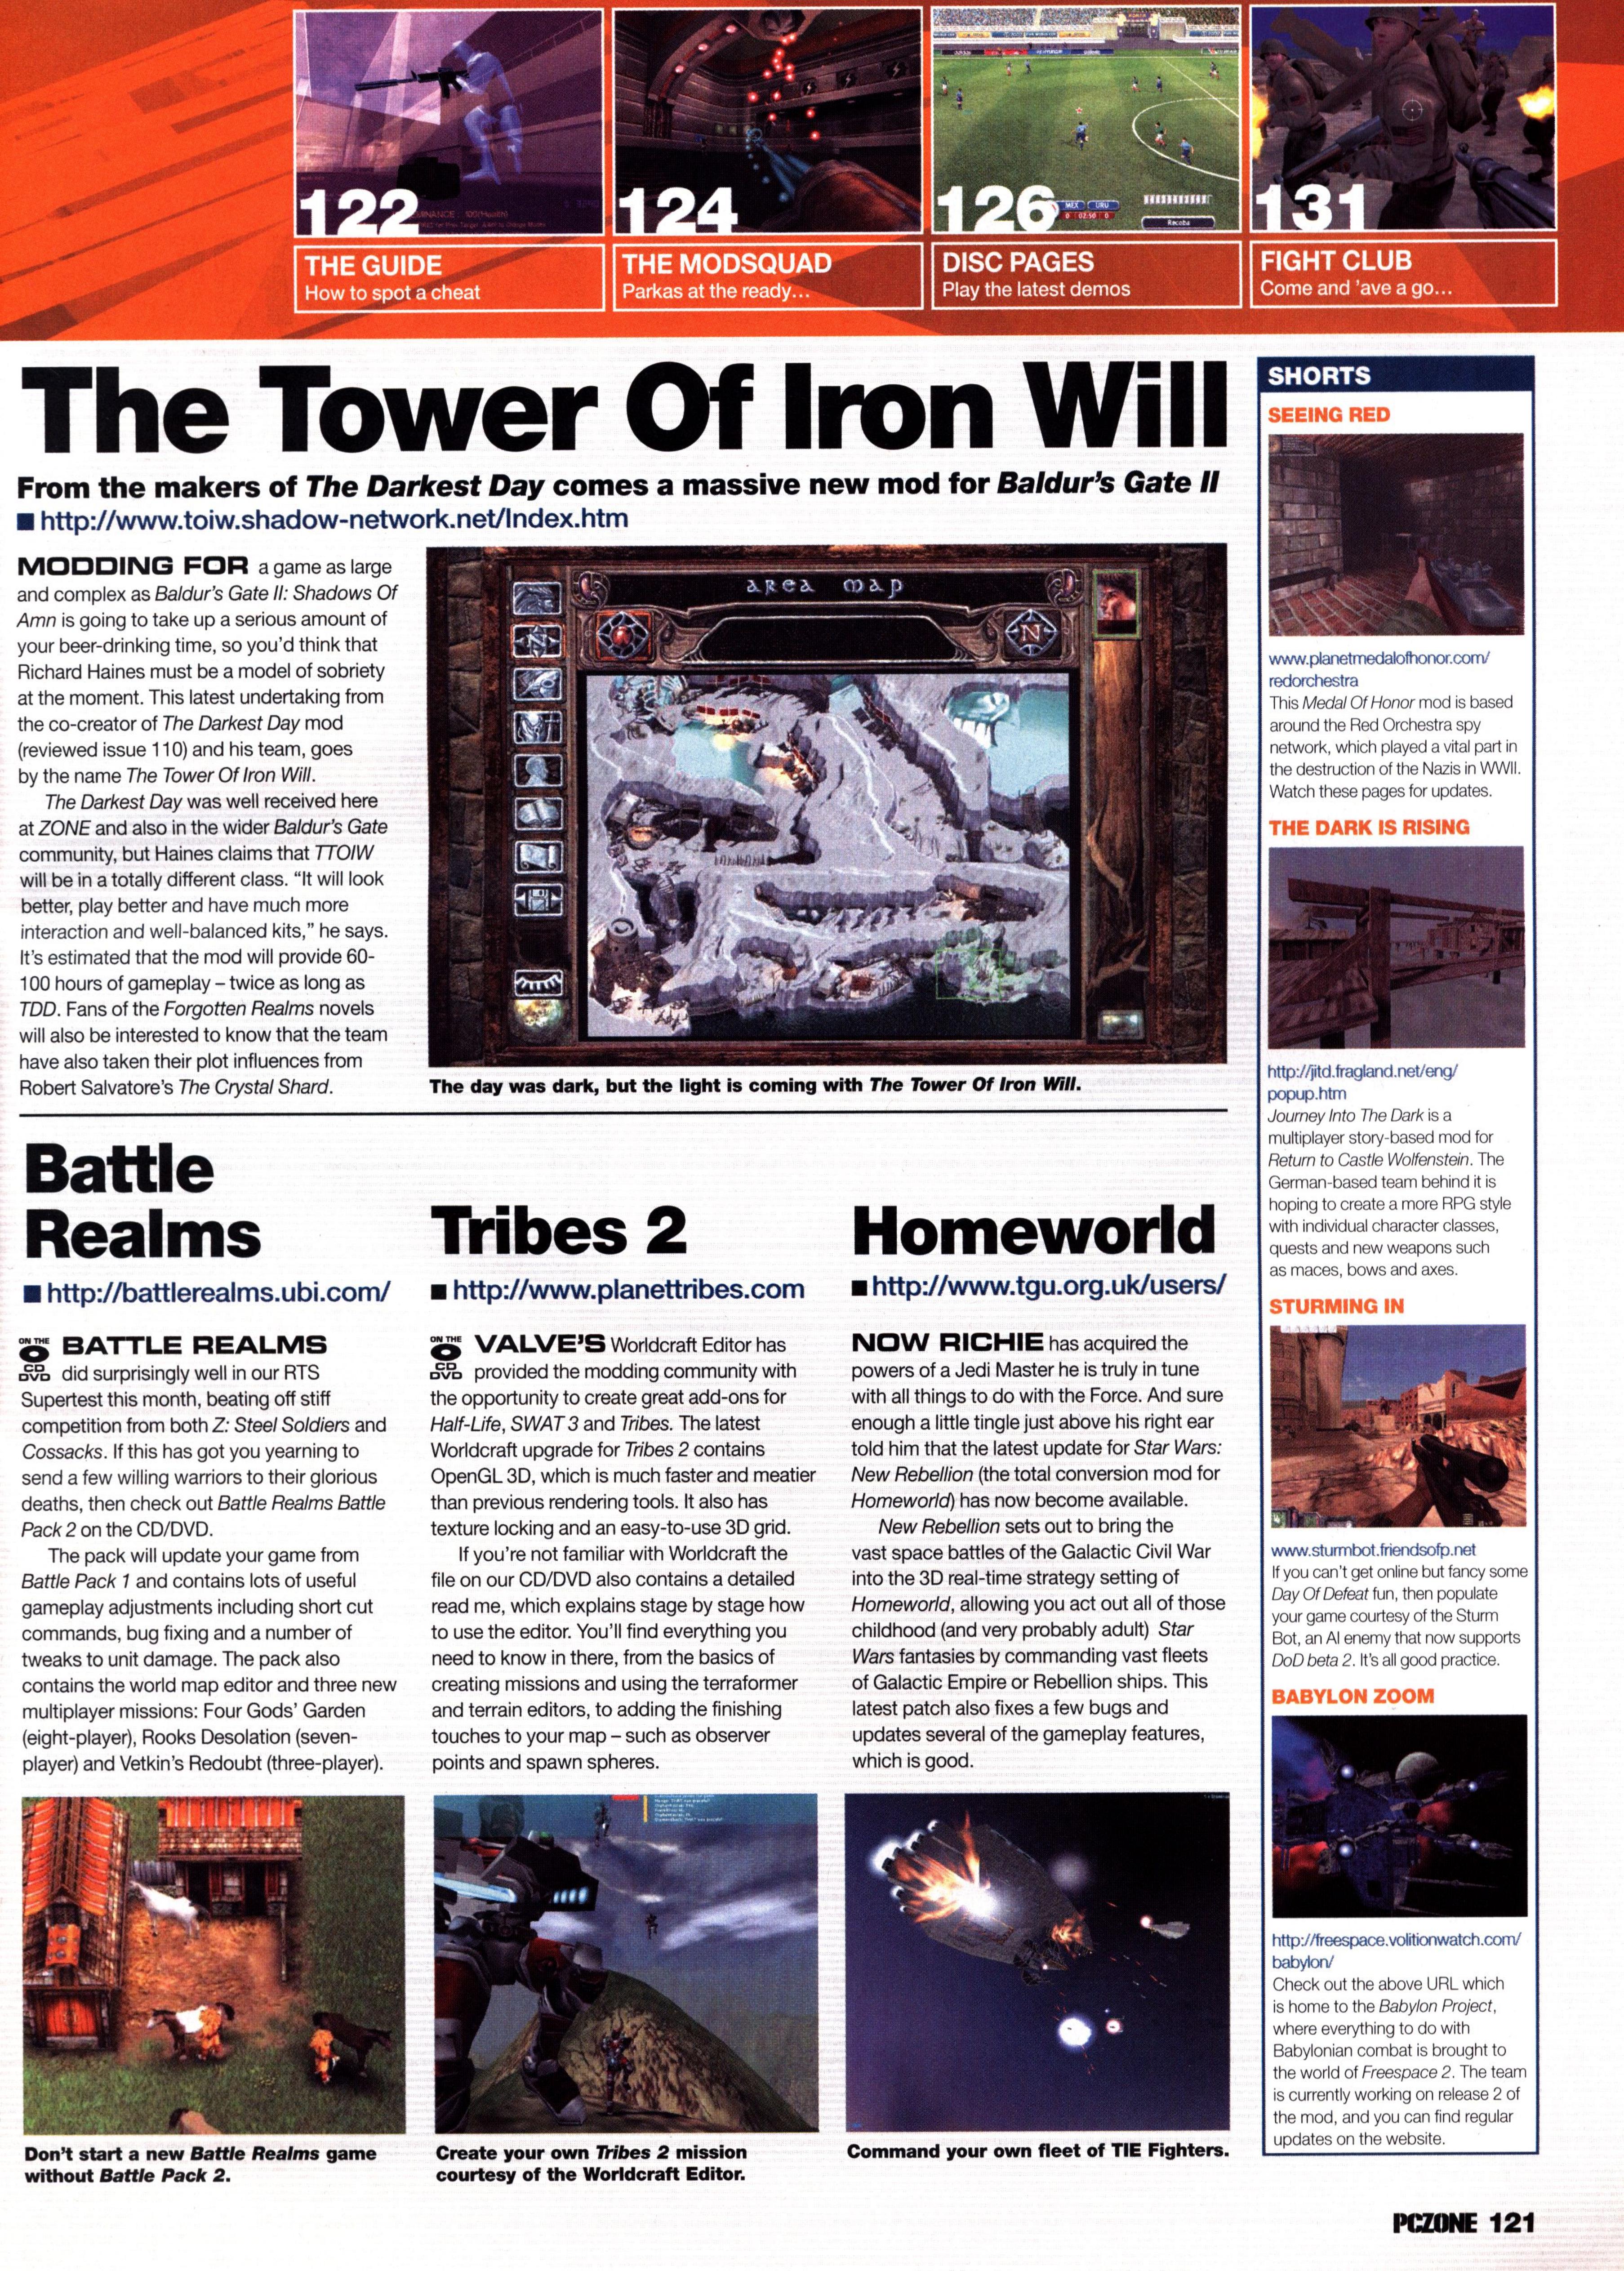 122
124
126
131
MEX URU
0 02:50 0
Recoba
THE GUIDE
How to spot a cheat
THE MODSQUAD
Parkas at the ready...
DISC PAGES
Play the latest demos
FIGHT CLUB
Come and 'ave a go...
The Tower Of Iron Will
From the makers of The Darkest Day comes a massive new mod for Baldur's Gate II
■ http://www.toiw.shadow-network.net/Index.htm
MODDING FOR a game as large
and complex as Baldur's Gate II: Shadows Of
Amn is going to take up a serious amount of
your beer-drinking time, so you'd think that
Richard Haines must be a model of sobriety
at the moment. This latest undertaking from
the co-creator of The Darkest Day mod
(reviewed issue 110) and his team, goes
by the name The Tower Of Iron Will.
The Darkest Day was well received here
at ZONE and also in the wider Baldur's Gate
community, but Haines claims that TTOIW
will be in a totally different class. "It will look
better, play better and have much more
interaction and well-balanced kits," he says.
It's estimated that the mod will provide 60-
100 hours of gameplay – twice as long as
TDD. Fans of the Forgotten Realms novels
will also be interested to know that the team
have also taken their plot influences from
Robert Salvatore's The Crystal Shard.
area map
N
N
The day was dark, but the light is coming with The Tower Of Iron Will.
Battle
Realms
■ http://battlerealms.ubi.com/
ON THE
CD
DVD
BATTLE REALMS
did surprisingly well in our RTS
Supertest this month, beating off stiff
competition from both Z: Steel Soldiers and
Cossacks. If this has got you yearning to
send a few willing warriors to their glorious
deaths, then check out Battle Realms Battle
Pack 2 on the CD/DVD.
The pack will update your game from
Battle Pack 1 and contains lots of useful
gameplay adjustments including short cut
commands, bug fixing and a number of
tweaks to unit damage. The pack also
contains the world map editor and three new
multiplayer missions: Four Gods' Garden
(eight-player), Rooks Desolation (seven-
player) and Vetkin's Redoubt (three-player).
Don't start a new Battle Realms game
without Battle Pack 2.
Tribes 2
■ http://www.planettribes.com
ON THE
CD
DVD
VALVE'S Worldcraft Editor has
provided the modding community with
the opportunity to create great add-ons for
Half-Life, SWAT 3 and Tribes. The latest
Worldcraft upgrade for Tribes 2 contains
OpenGL 3D, which is much faster and meatier
than previous rendering tools. It also has
texture locking and an easy-to-use 3D grid.
If you're not familiar with Worldcraft the
file on our CD/DVD also contains a detailed
read me, which explains stage by stage how
to use the editor. You'll find everything you
need to know in there, from the basics of
creating missions and using the terraformer
and terrain editors, to adding the finishing
touches to your map – such as observer
points and spawn spheres.
Create your own Tribes 2 mission
courtesy of the Worldcraft Editor.
Homeworld
■ http://www.tgu.org.uk/users/
NOW RICHIE has acquired the
powers of a Jedi Master he is truly in tune
with all things to do with the Force. And sure
enough a little tingle just above his right ear
told him that the latest update for Star Wars:
New Rebellion (the total conversion mod for
Homeworld) has now become available.
New Rebellion sets out to bring the
vast space battles of the Galactic Civil War
into the 3D real-time strategy setting of
Homeworld, allowing you act out all of those
childhood (and very probably adult) Star
Wars fantasies by commanding vast fleets
of Galactic Empire or Rebellion ships. This
latest patch also fixes a few bugs and
updates several of the gameplay features,
which is good.
Command your own fleet of TIE Fighters.
SHORTS
SEEING RED
www.planetmedalofhonor.com/
redorchestra
This Medal Of Honor mod is based
around the Red Orchestra spy
network, which played a vital part in
the destruction of the Nazis in WWII.
Watch these pages for updates.
THE DARK IS RISING
http://jitd.fragland.net/eng/
popup.htm
Journey Into The Dark is a
multiplayer story-based mod for
Return to Castle Wolfenstein. The
German-based team behind it is
hoping to create a more RPG style
with individual character classes,
quests and new weapons such
as maces, bows and axes.
STURMING IN
www.sturmbot.friendsofp.net
If you can't get online but fancy some
Day Of Defeat fun, then populate
your game courtesy of the Sturm
Bot, an AI enemy that now supports
DoD beta 2. It's all good practice.
BABYLON ZOOM
http://freespace.volitionwatch.com/
babylon/
Check out the above URL which
is home to the Babylon Project,
where everything to do with
Babylonian combat is brought to
the world of Freespace 2. The team
is currently working on release 2 of
the mod, and you can find regular
updates on the website.
PCZONE 121